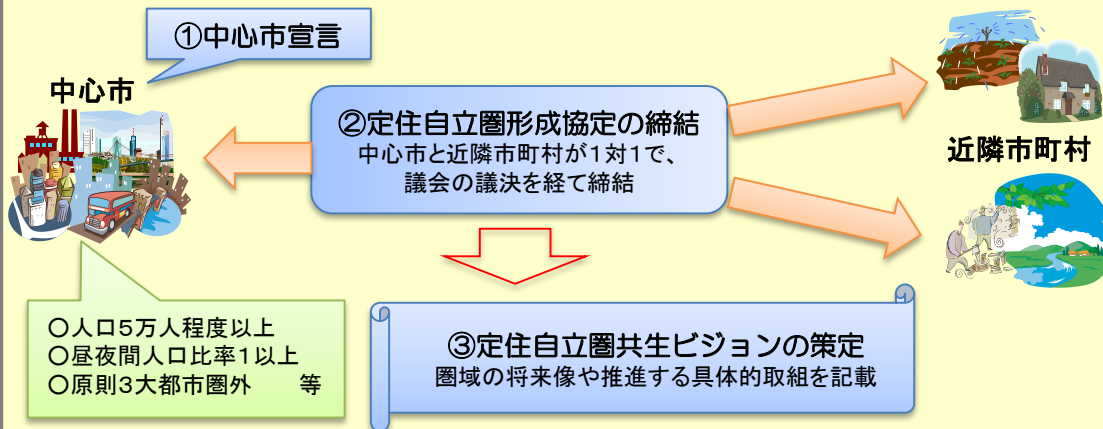 ①中心市宣言
中心市
②定住自立圏形成協定の締結
中心市と近隣市町村が1対1で、
議会の議決を経て締結
近隣市町村
○人口5万人程度以上
○昼夜間人口比率1以上
○原則3大都市圏外　　等
③定住自立圏共生ビジョンの策定
圏域の将来像や推進する具体的取組を記載